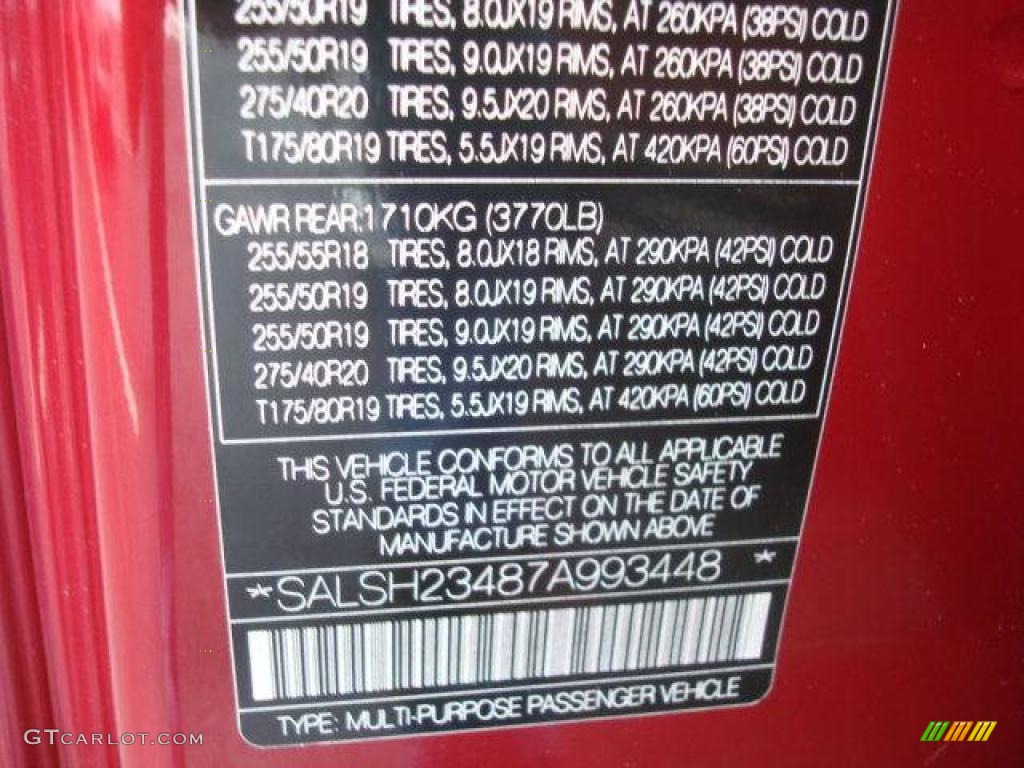 255/50R19 TIRES, 8.0JX19 RIMS, AT 260KPA (38PSI) COLD
255/50R19 TIRES, 9.0JX19 RIMS, AT 260KPA (38PSI) COLD
275/40R20 TIRES, 9.5JX20 RIMS, AT 260KPA (38PSI) COLD
T175/80R19 TIRES, 5.5JX19 RIMS, AT 420KPA (60PSI) COLD
GAWR REAR:1710KG (3770LB)
255/55R18 TIRES, 8.0JX18 RIMS, AT 290KPA (42PSI) COLD
255/50R19 TIRES, 8.0JX19 RIMS, AT 290KPA (42PSI) COLD
255/50R19 TIRES, 9.0JX19 RIMS, AT 290KPA (42PSI) COLD
275/40R20 TIRES, 9.5JX20 RIMS, AT 290KPA (42PSI) COLD
T175/80R19 TIRES, 5.5JX19 RIMS, AT 420KPA (60PSI) COLD
THIS VEHICLE CONFORMS TO ALL APPLICABLE
U.S. FEDERAL MOTOR VEHICLE SAFETY
STANDARDS IN EFFECT ON THE DATE OF
MANUFACTURE SHOWN ABOVE
*SALSH23487A993448 *
TYPE: MULTI-PURPOSE PASSENGER VEHICLE
GTCARLOT.COM